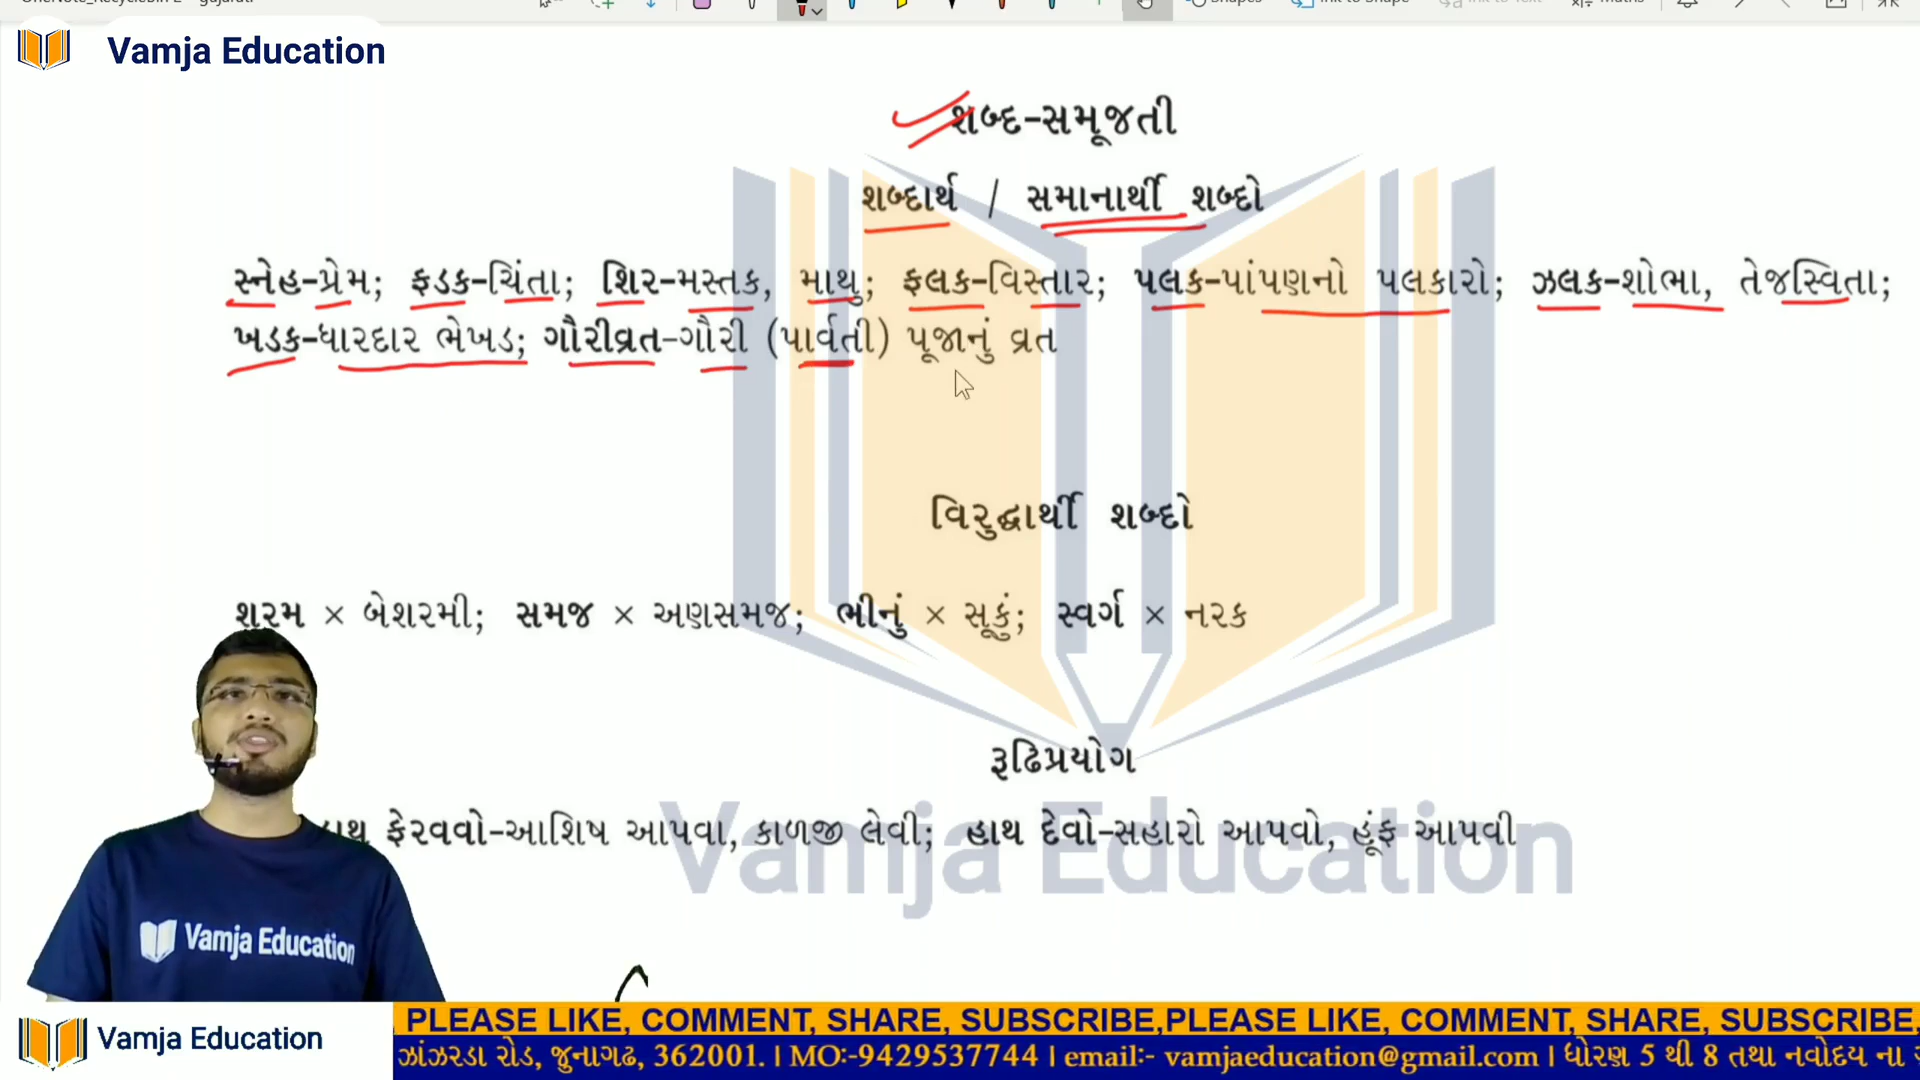 Vamja Education
શબ્દ-સમૂજતી
શબ્દાર્થ / સમાનાર્થી શબ્દો
સ્નેહ-પ્રેમ; ફડક-ચિંતા; શિર-મસ્તક, માથુ; ફલક-વિસ્તાર; પલક-પાંપણનો પલકારો; ઝલક-શોભા, તેજસ્વિતા;
ખડક-ધારદાર ભેખડ; ગૌરીવ્રત-ગૌરી (પાર્વતી) પૂજાનું વ્રત
વિરુદ્ધાર્થી શબ્દો
શરમ × બેશરમી; સમજ × અણસમજ; ભીનું × સૂકું; સ્વર્ગ × નરક
રૂઢિપ્રયોગ
ફેરવવો-આશિષ આપવા, કાળજી લેવી; હાથ દેવો-સહારો આપવો, હૂંફ આપવી
Vamja Education
Vamja Education
Vamja Education
PLEASE LIKE, COMMENT, SHARE, SUBSCRIBE,PLEASE LIKE, COMMENT, SHARE, SUBSCRIBE,
ઝાંઝરડા રોડ, જુનાગઢ, 362001. | MO:-9429537744 | email:- vamjaeducation@gmail.com | ધોરણ 5 થી 8 તથા નવોદય ના